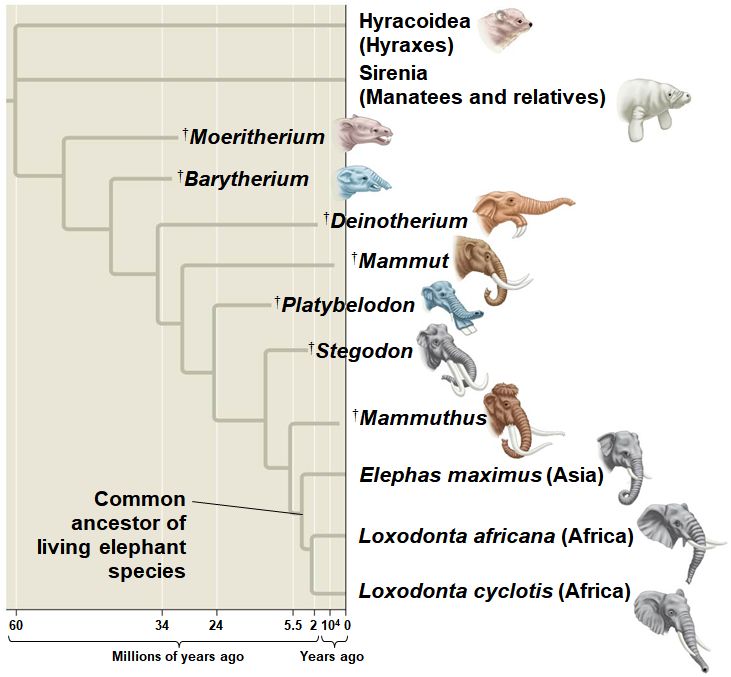 Hyracoidea
(Hyraxes)
Sirenia
(Manatees and relatives)
†Moeritherium
†Barytherium
†Deinotherium
†Mammut
†Platybelodon
†Stegodon
†Mammuthus
Elephas maximus (Asia)
Common
ancestor of
living elephant
species
Loxodonta africana (Africa)
Loxodonta cyclotis (Africa)
60 34 24 5.5 2 10⁴ 0
Millions of years ago Years ago